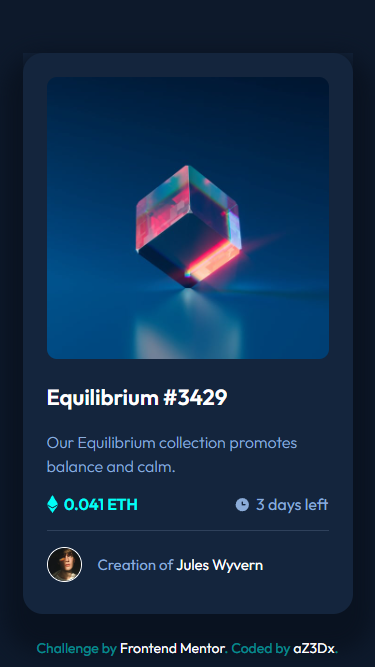 Equilibrium #3429
Our Equilibrium collection promotes
balance and calm.
0.041 ETH
3 days left
Creation of Jules Wyvern
Challenge by Frontend Mentor. Coded by aZ3Dx.